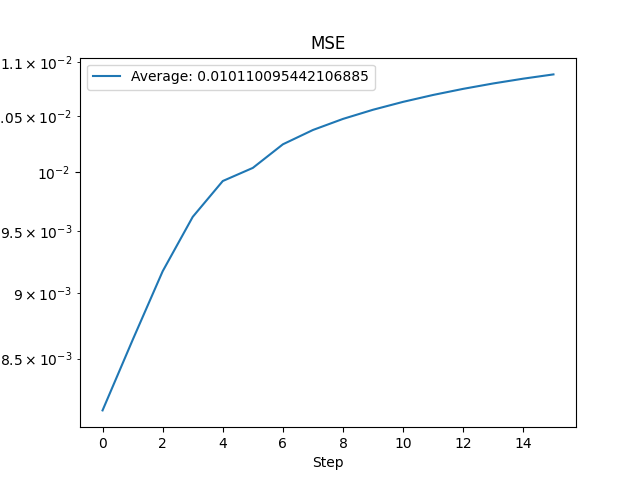 MSE
1.1 × 10⁻²
Average: 0.010110095442106885
.05 × 10⁻²
10⁻²
9.5 × 10⁻³
9 × 10⁻³
8.5 × 10⁻³
0 2 4 6 8 10 12 14
Step